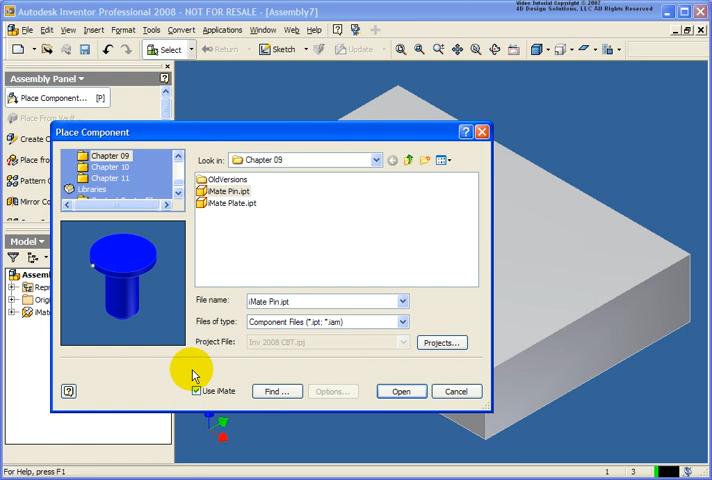 Video Tutorial Copyright © 2007
Autodesk Inventor Professional 2008 - NOT FOR RESALE - [Assembly7]
4D Design Solutions, LLC All Rights Reserved
File Edit View Insert Format Tools Convert Applications Window Web Help
Select Return Sketch Update
Assembly Panel
Place Component... [P]
Place From Vault
Create C
Place from
Pattern C
Mirror Co
Model
Assemb
Repr
Origi
iMate
Place Component
Chapter 09
Chapter 10
Chapter 11
Libraries
Look in: Chapter 09
OldVersions
iMate Pin.ipt
iMate Plate.ipt
File name: iMate Pin.ipt
Files of type: Component Files (*.ipt; *.iam)
Project File: Inv 2008 CBT.ipj Projects...
Use iMate Find ... Options... Open Cancel
For Help, press F1 1 3